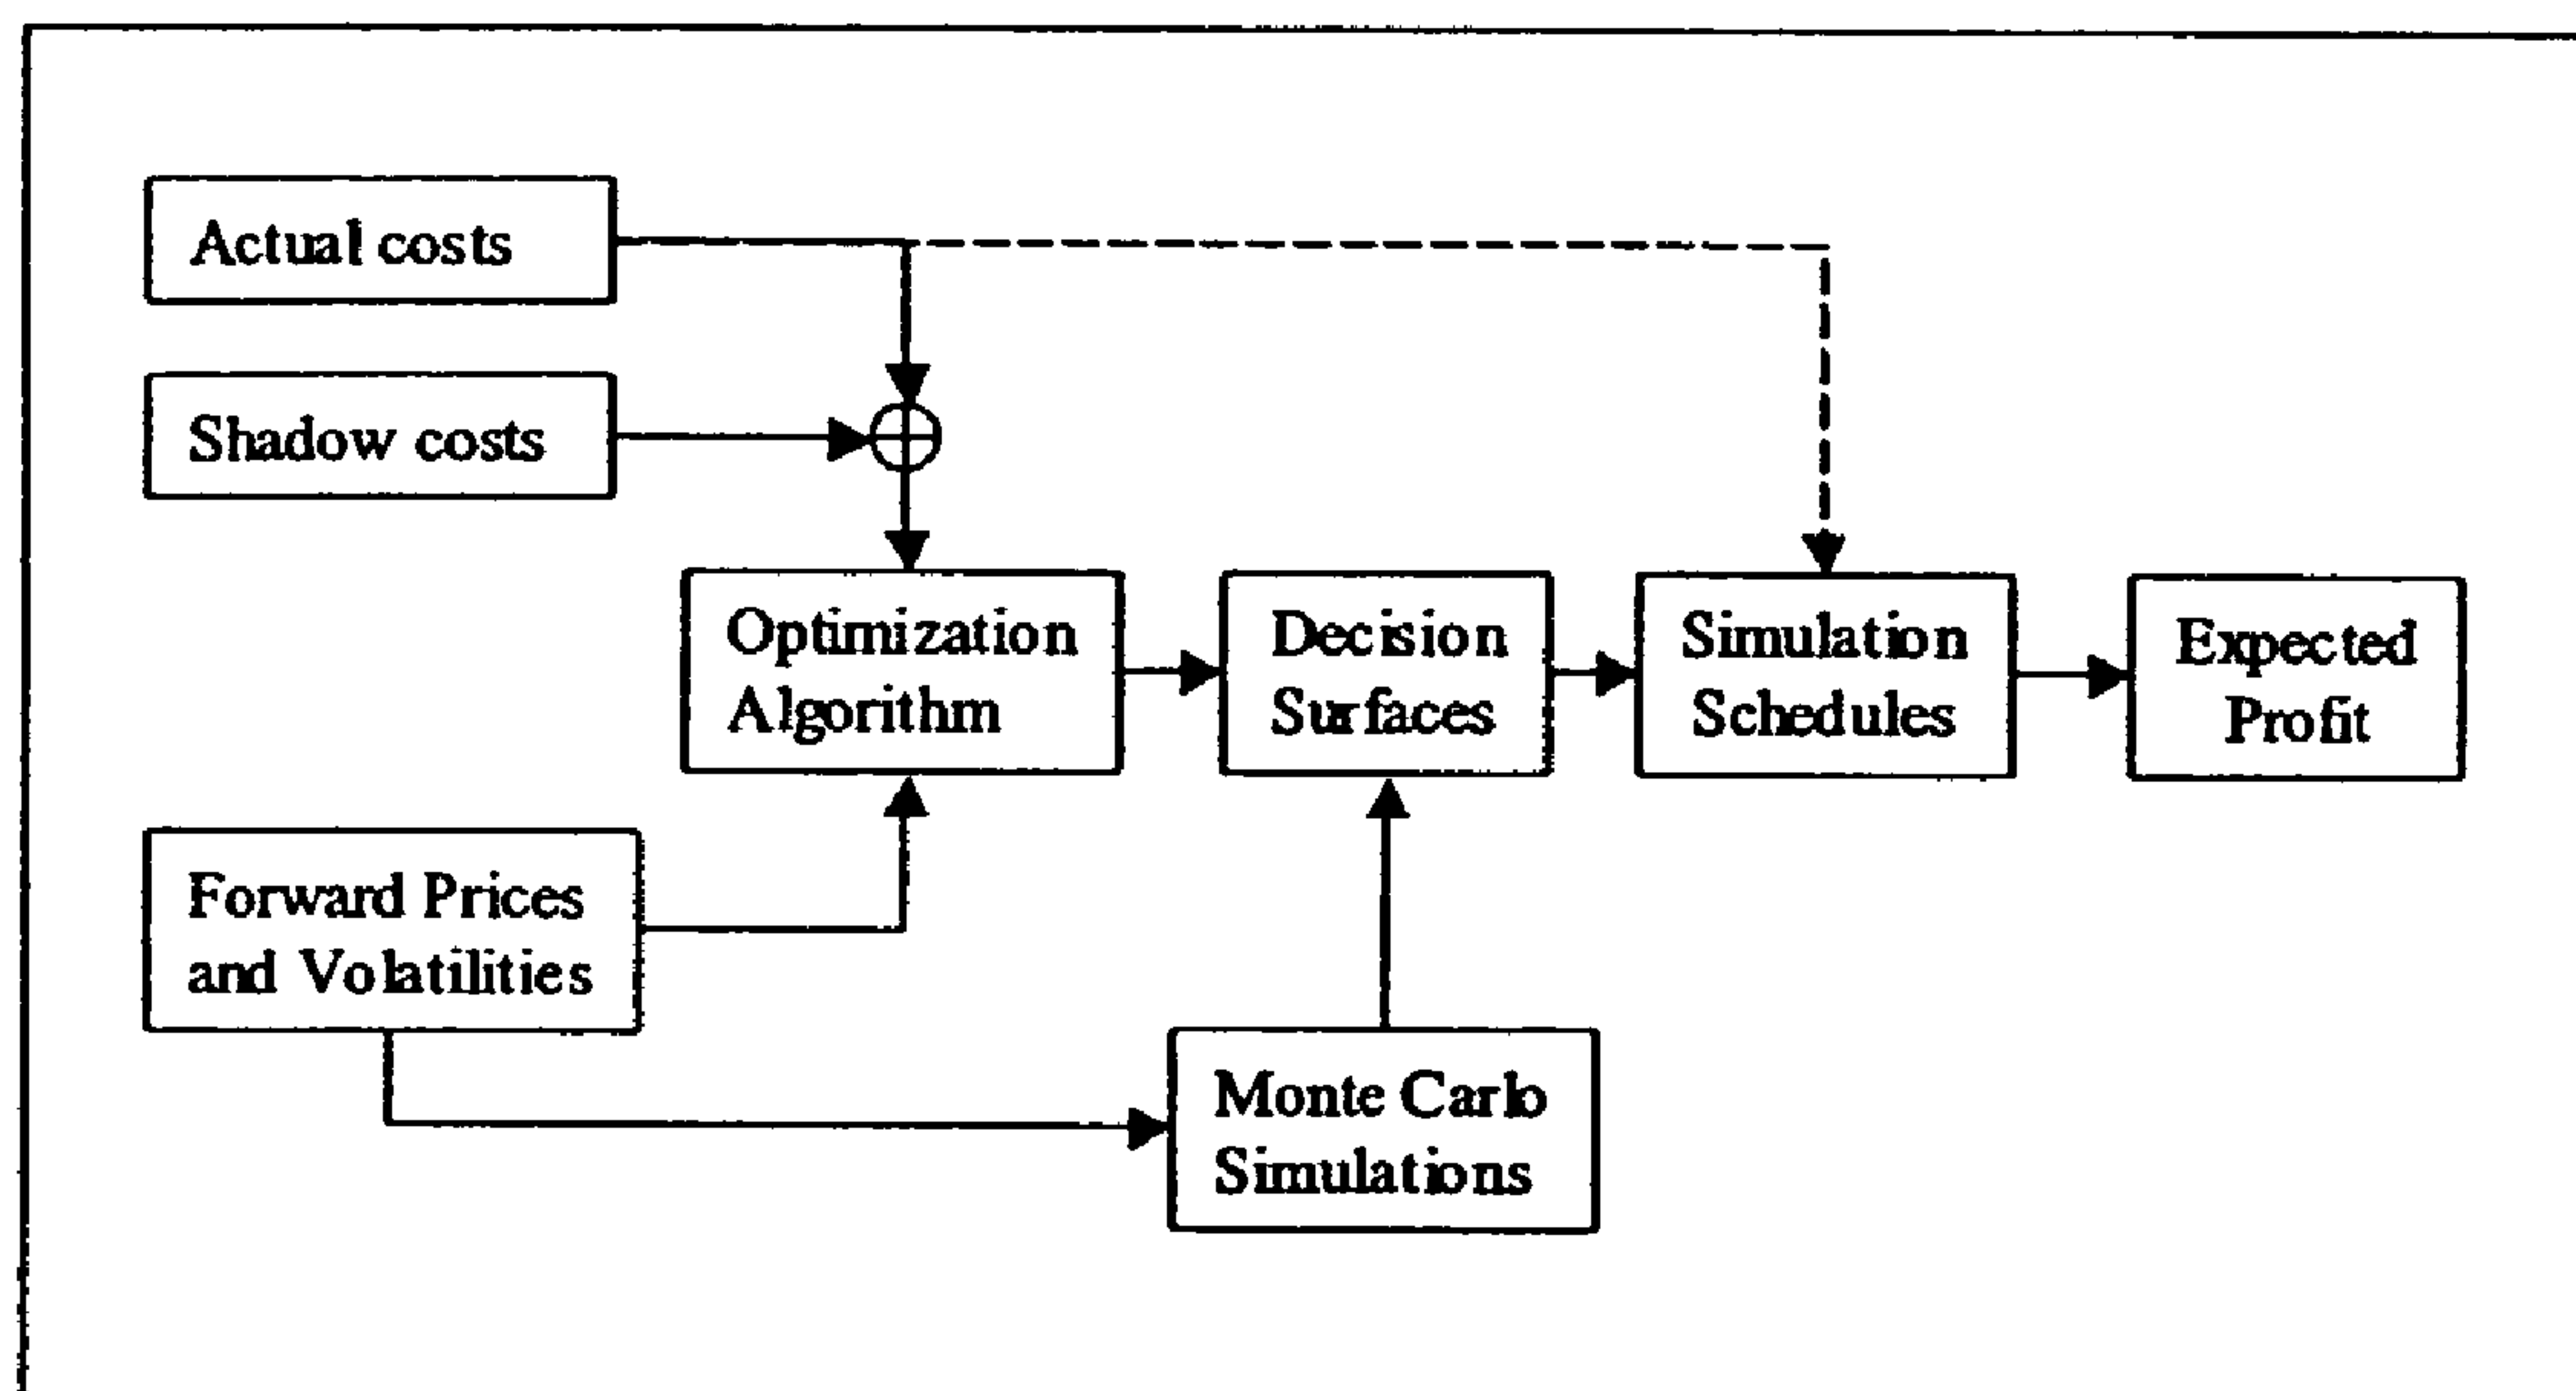 Actual costs
Shadow costs
Optimization
Algorithm
Decision
Surfaces
Simulation
Schedules
Expected
Profit
Forward Prices
and Volatilities
Monte Carlo
Simulations